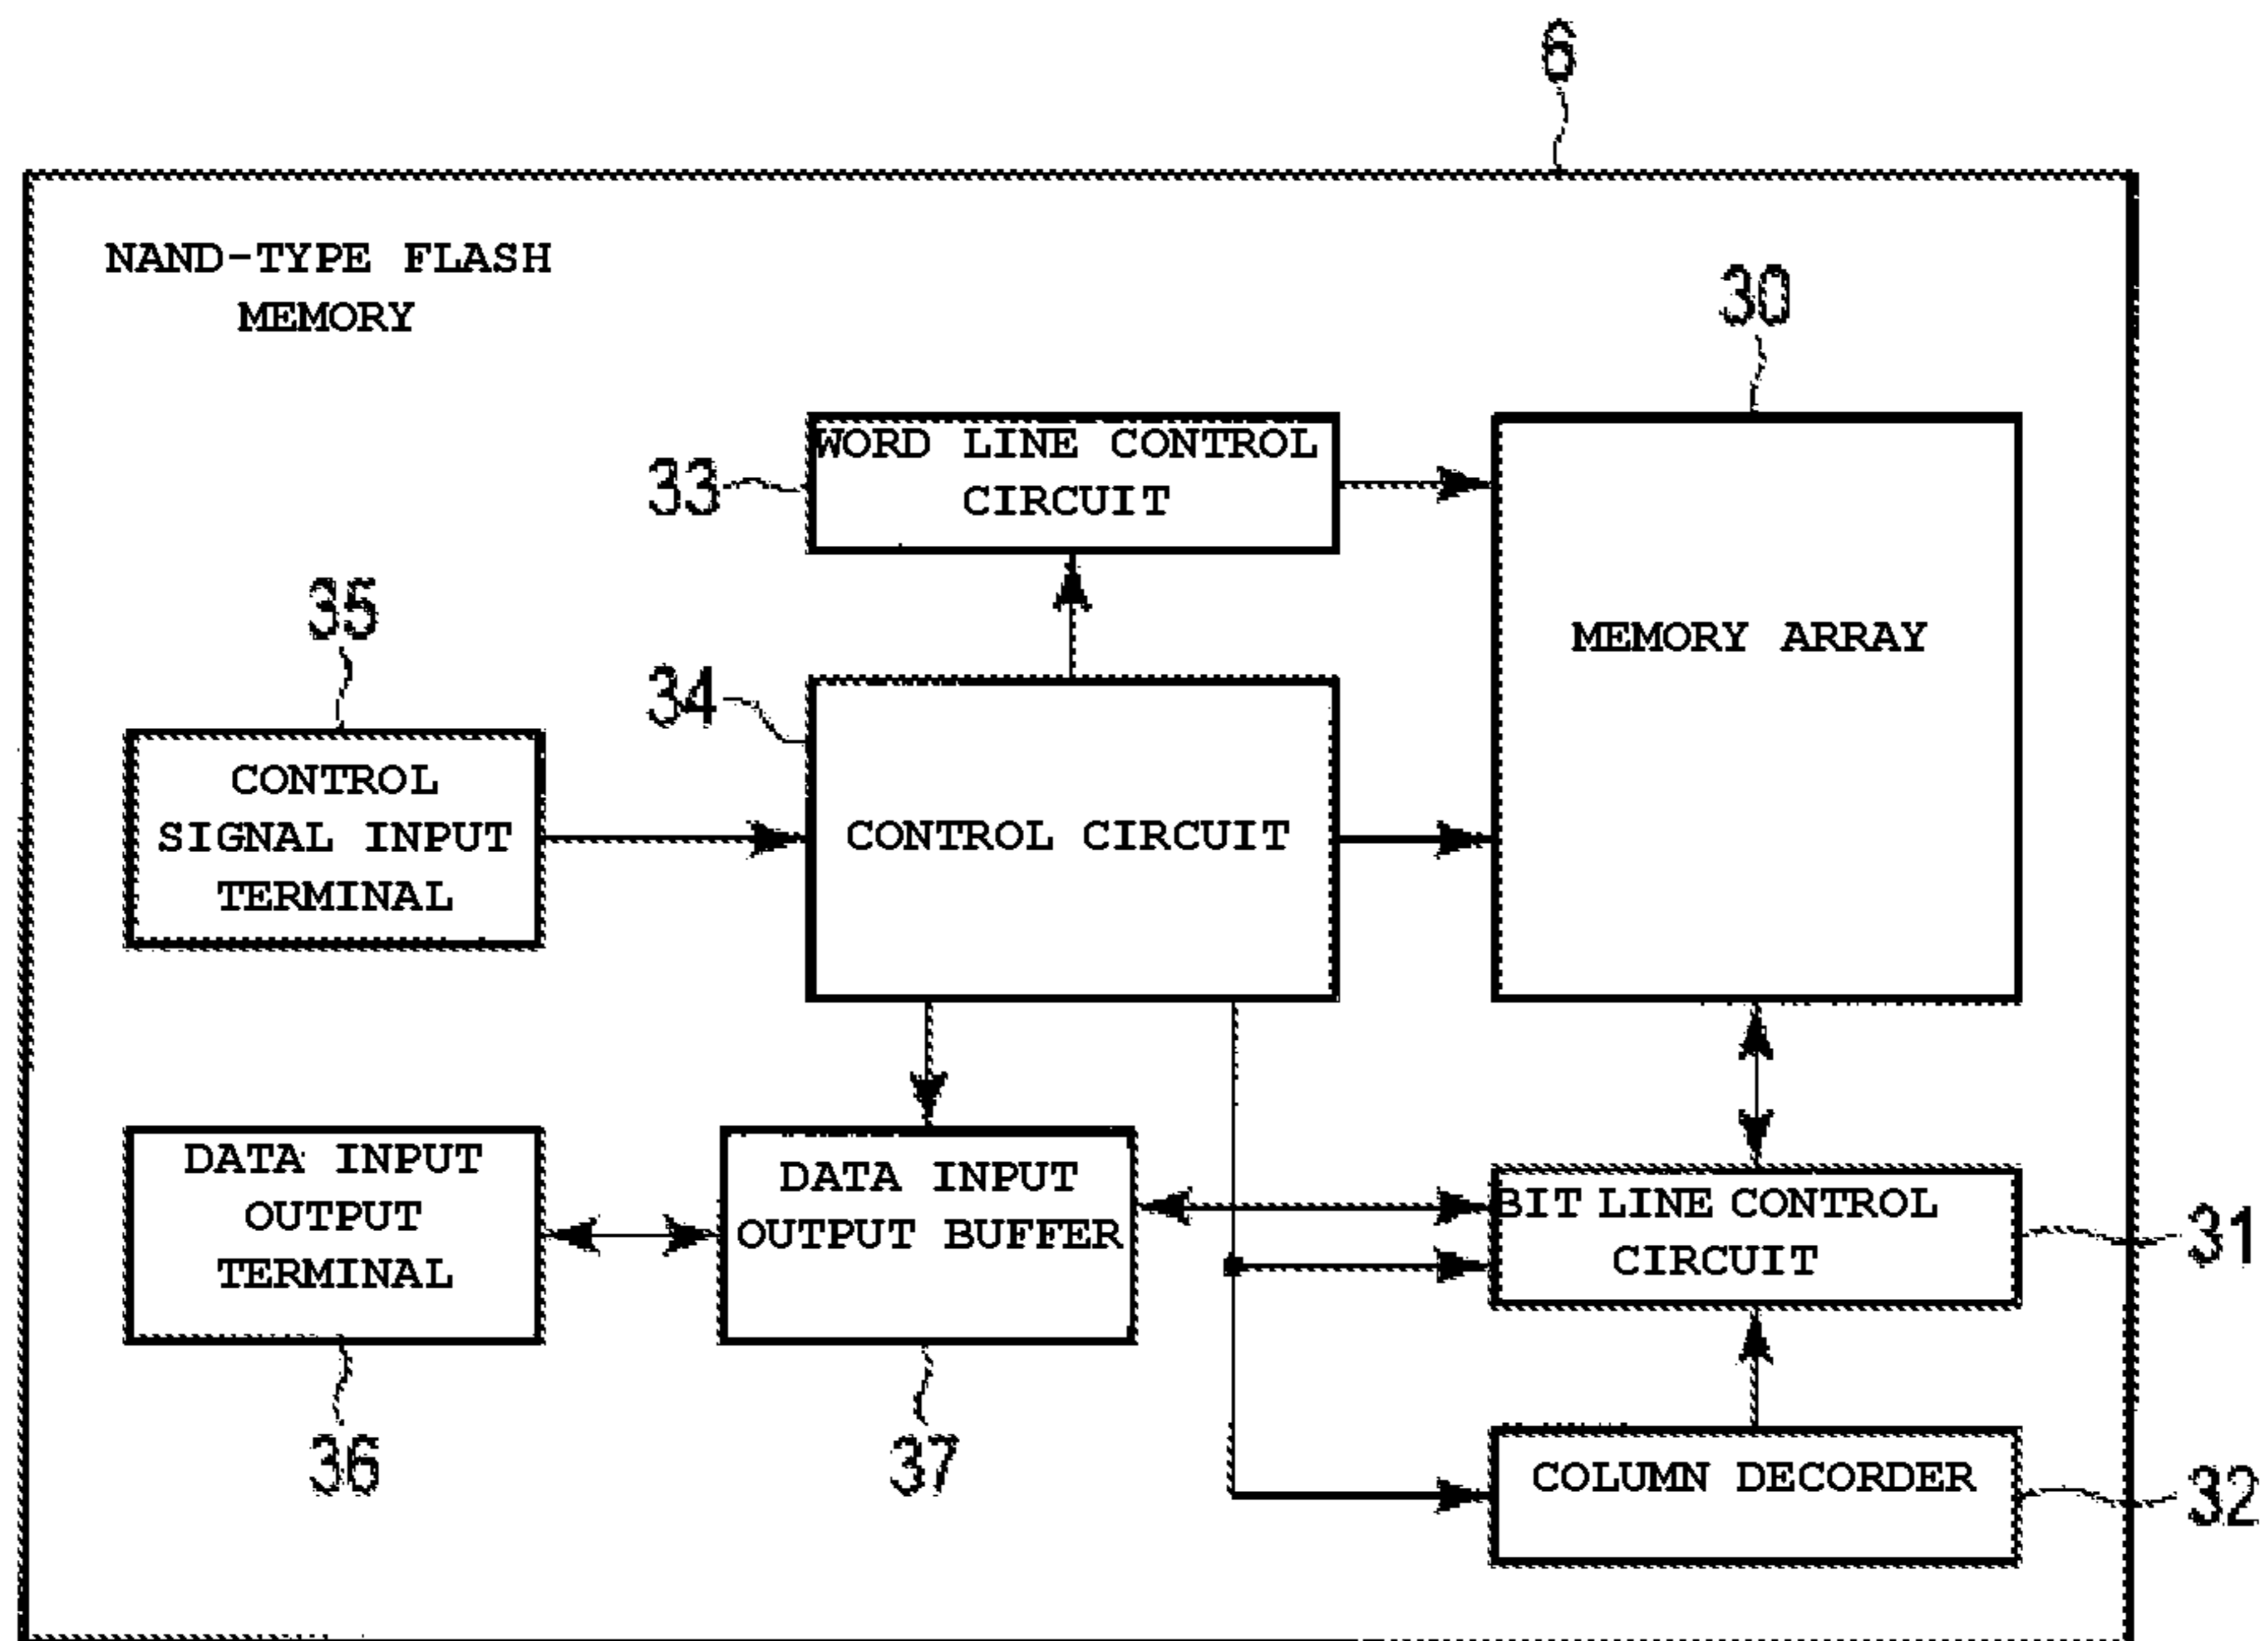 6
NAND-TYPE FLASH
MEMORY
30
33
WORD LINE CONTROL
CIRCUIT
35
34
MEMORY ARRAY
CONTROL
SIGNAL INPUT
TERMINAL
CONTROL CIRCUIT
DATA INPUT
OUTPUT
TERMINAL
DATA INPUT
OUTPUT BUFFER
BIT LINE CONTROL
CIRCUIT
31
36
37
COLUMN DECORDER
32